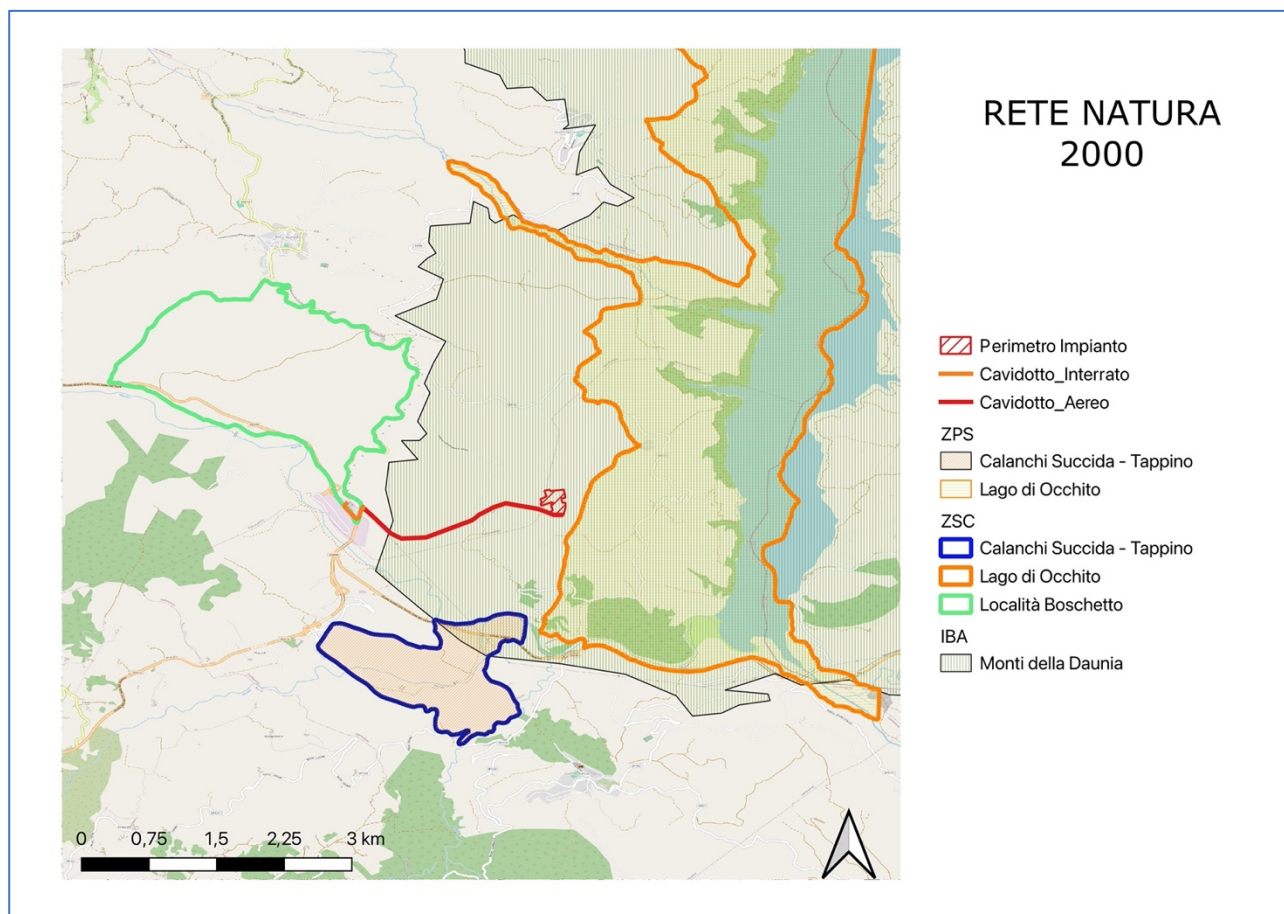 RETE NATURA
2000
Perimetro Impianto
Cavidotto_Interrato
Cavidotto_Aereo
ZPS
Calanchi Succida - Tappino
Lago di Occhito
ZSC
Calanchi Succida - Tappino
Lago di Occhito
Località Boschetto
IBA
Monti della Daunia
0 0,75 1,5 2,25 3 km